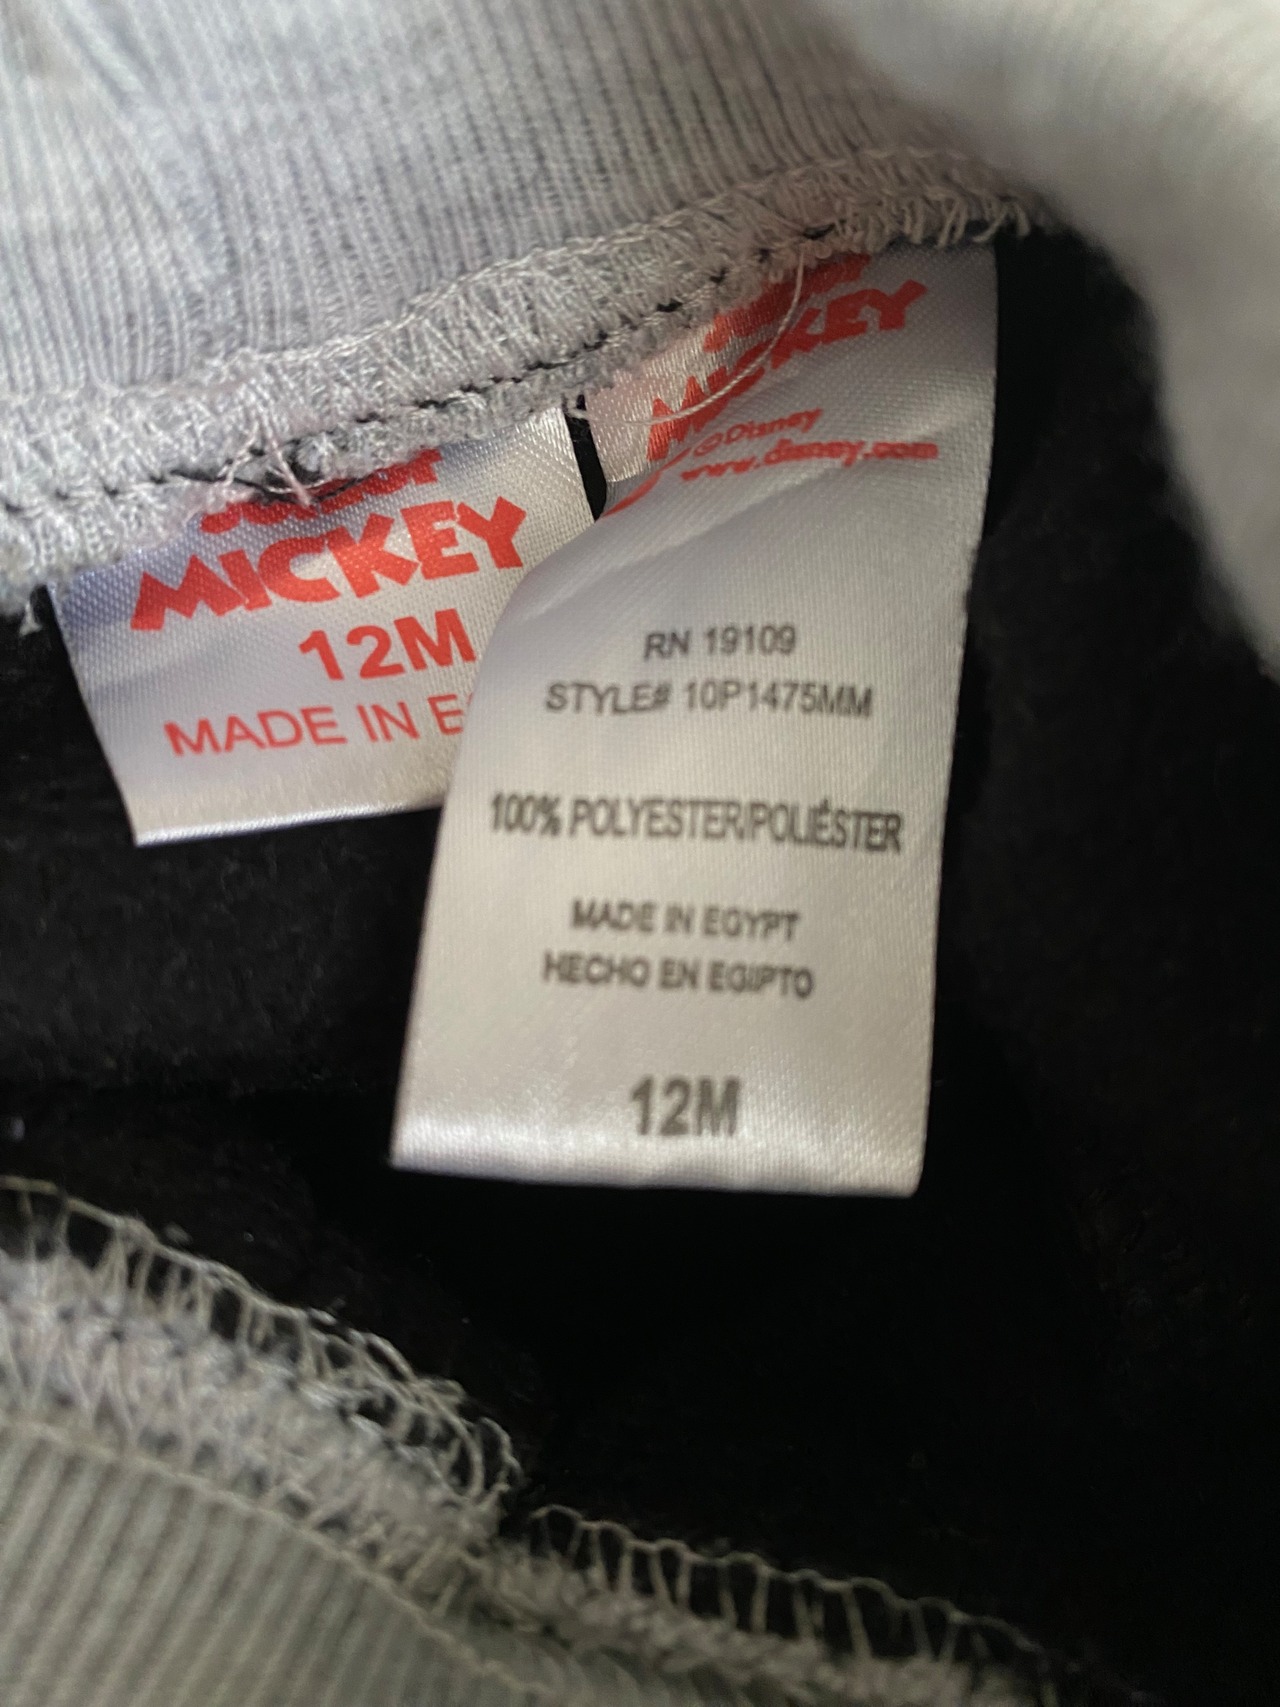 MICKEY
12M
MADE IN
MICKEY
©Disney
www.disney.com
RN 19109
STYLE# 10P1475MM
100% POLYESTER/POLIÉSTER
MADE IN EGYPT
HECHO EN EGIPTO
12M